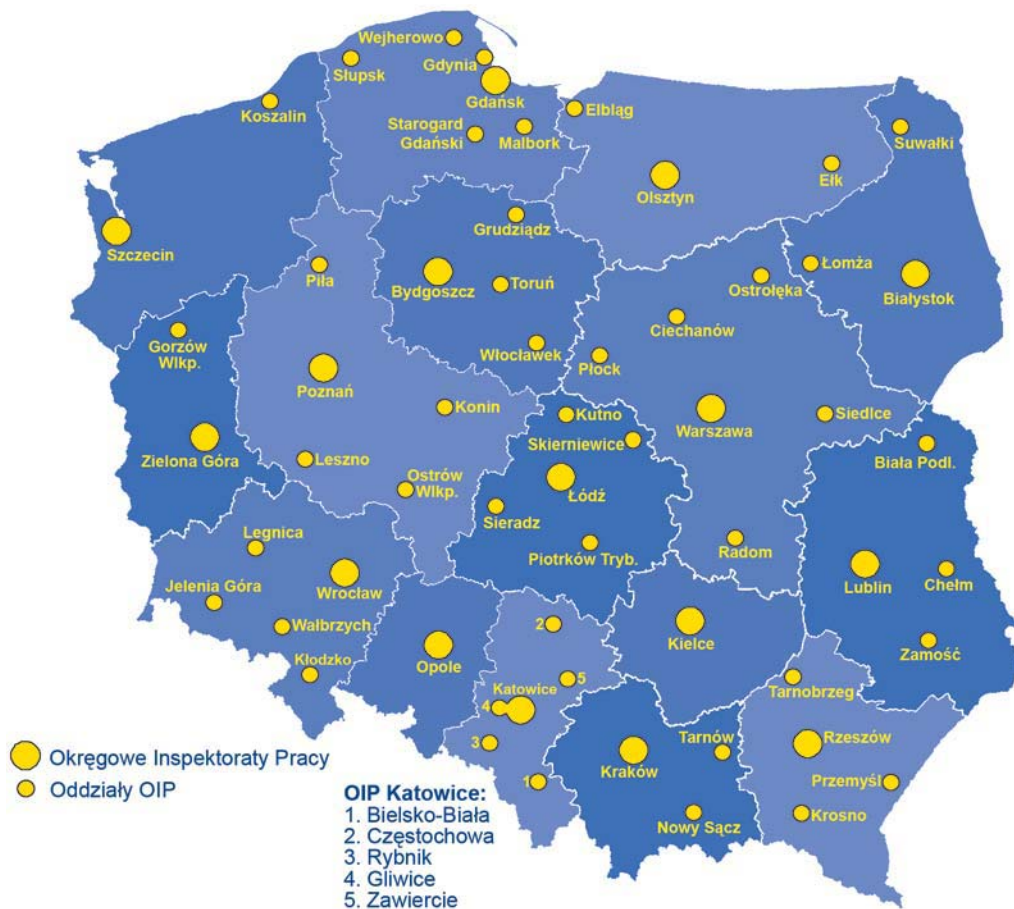 Wejherowo
Słupsk
Gdynia
Gdańsk
Koszalin
Elbląg
Starogard
Gdański
Malbork
Suwałki
Ełk
Olsztyn
Grudziądz
Szczecin
Piła
Bydgoszcz
Toruń
Łomża
Ostrołęka
Białystok
Ciechanów
Gorzów
Wlkp.
Włocławek
Płock
Poznań
Konin
Kutno
Siedlce
Warszawa
Skierniewice
Zielona Góra
Leszno
Biała Podl.
Ostrów
Wlkp.
Łódź
Sieradz
Legnica
Piotrków Tryb.
Radom
Wrocław
Lublin
Chełm
Jelenia Góra
Wałbrzych
2
Kielce
Zamość
Kłodzko
Opole
5
Katowice
Tarnobrzeg
4
3
Tarnów
Rzeszów
Kraków
1
Przemyśl
Nowy Sącz
Krosno
Okręgowe Inspektoraty Pracy
Oddziały OIP
OIP Katowice:
1. Bielsko-Biała
2. Częstochowa
3. Rybnik
4. Gliwice
5. Zawiercie